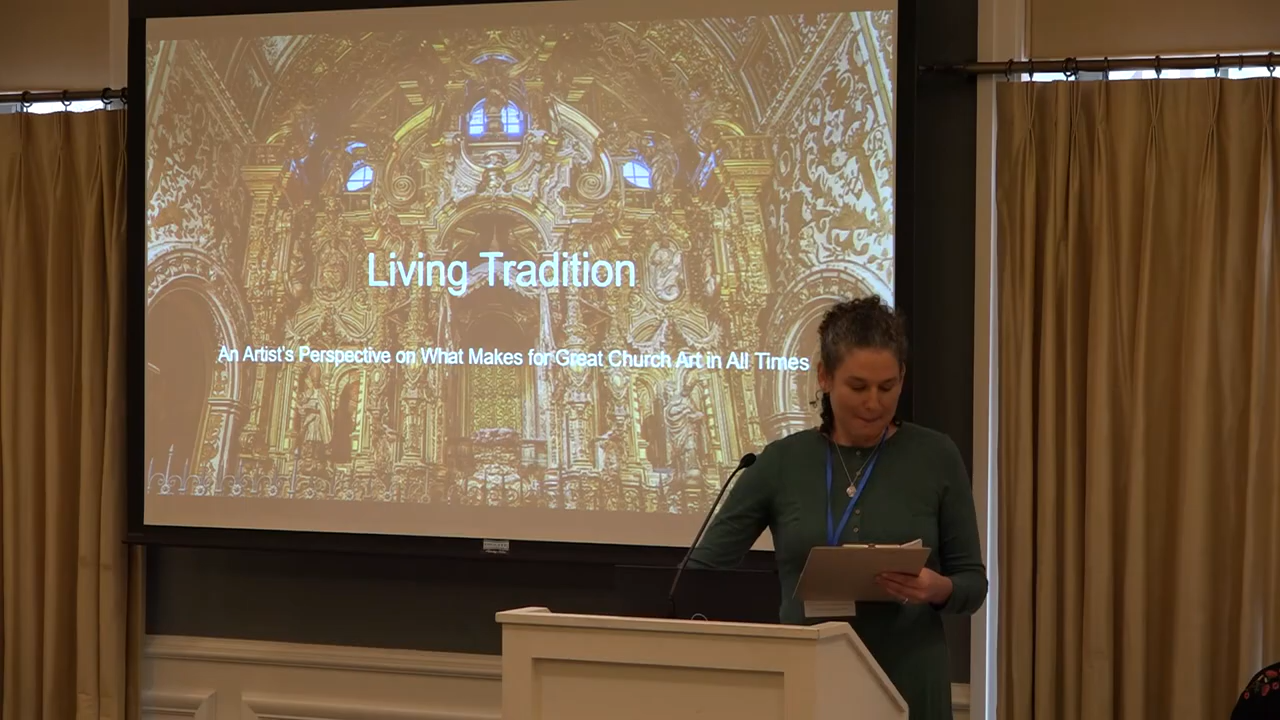 Living Tradition
An Artist's Perspective on What Makes for Great Church Art in All Times